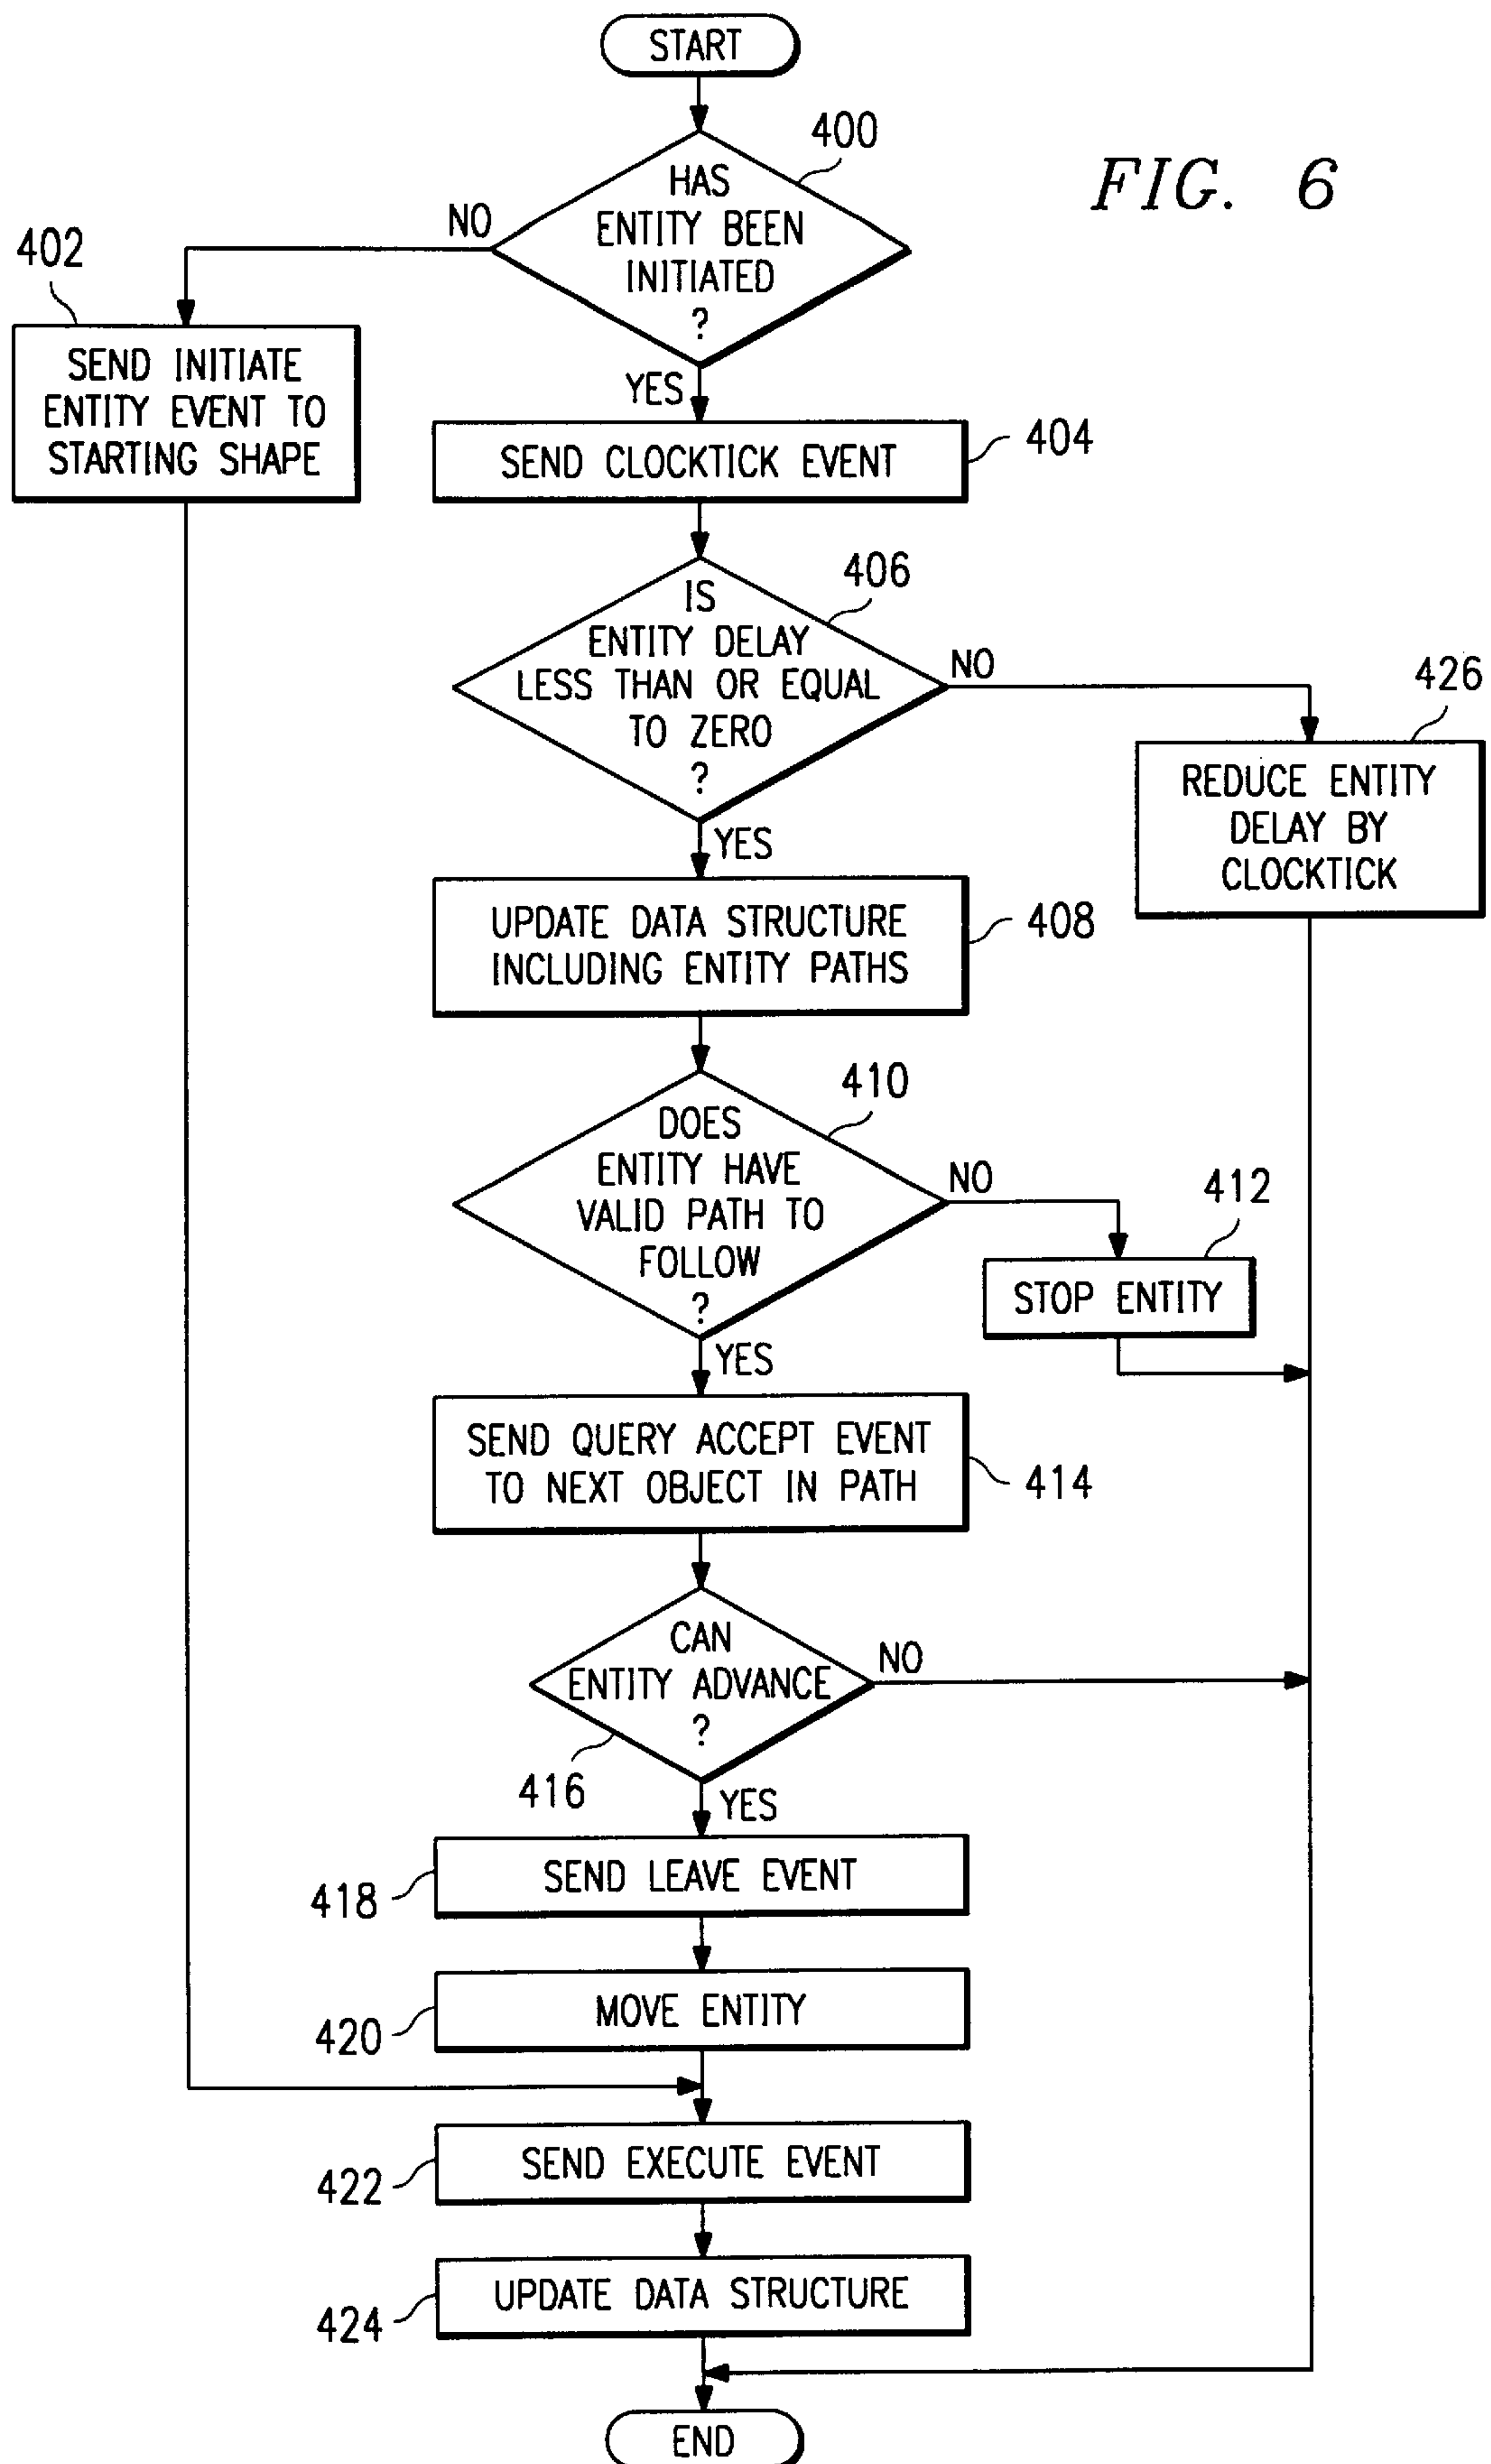 START
400
FIG. 6
HAS
ENTITY BEEN
INITIATED
?
NO
402
SEND INITIATE
ENTITY EVENT TO
STARTING SHAPE
YES
SEND CLOCKTICK EVENT
404
406
IS
ENTITY DELAY
LESS THAN OR EQUAL
TO ZERO
?
NO
426
REDUCE ENTITY
DELAY BY
CLOCKTICK
YES
UPDATE DATA STRUCTURE
INCLUDING ENTITY PATHS
408
410
DOES
ENTITY HAVE
VALID PATH TO
FOLLOW
?
NO
412
STOP ENTITY
YES
SEND QUERY ACCEPT EVENT
TO NEXT OBJECT IN PATH
414
CAN
ENTITY ADVANCE
?
NO
416
YES
SEND LEAVE EVENT
418
MOVE ENTITY
420
SEND EXECUTE EVENT
422
UPDATE DATA STRUCTURE
424
END